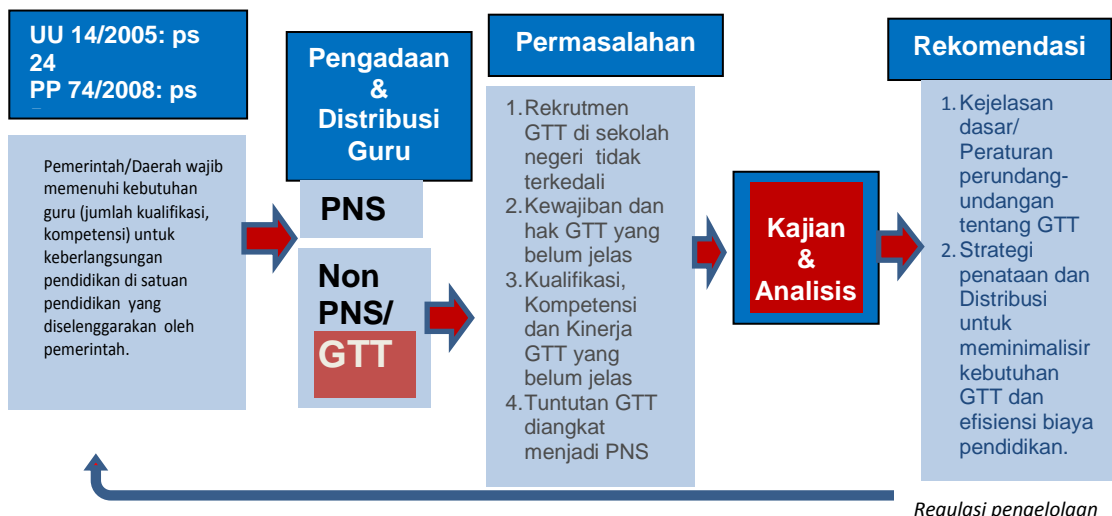 UU 14/2005: ps
24
PP 74/2008: ps
Pemerintah/Daerah wajib
memenuhi kebutuhan
guru (jumlah kualifikasi,
kompetensi) untuk
keberlangsungan
pendidikan di satuan
pendidikan yang
diselenggarakan oleh
pemerintah.
Pengadaan
&
Distribusi
Guru
PNS
Non
PNS/
GTT
Permasalahan
1.Rekrutmen
GTT di sekolah
negeri tidak
terkedali
2.Kewajiban dan
hak GTT yang
belum jelas
3.Kualifikasi,
Kompetensi
dan Kinerja
GTT yang
belum jelas
4.Tuntutan GTT
diangkat
menjadi PNS
Kajian
&
Analisis
Rekomendasi
1. Kejelasan
dasar/
Peraturan
perundang-
undangan
tentang GTT
2. Strategi
penataan dan
Distribusi
untuk
meminimalisir
kebutuhan
GTT dan
efisiensi biaya
pendidikan.
Regulasi pengelolaan